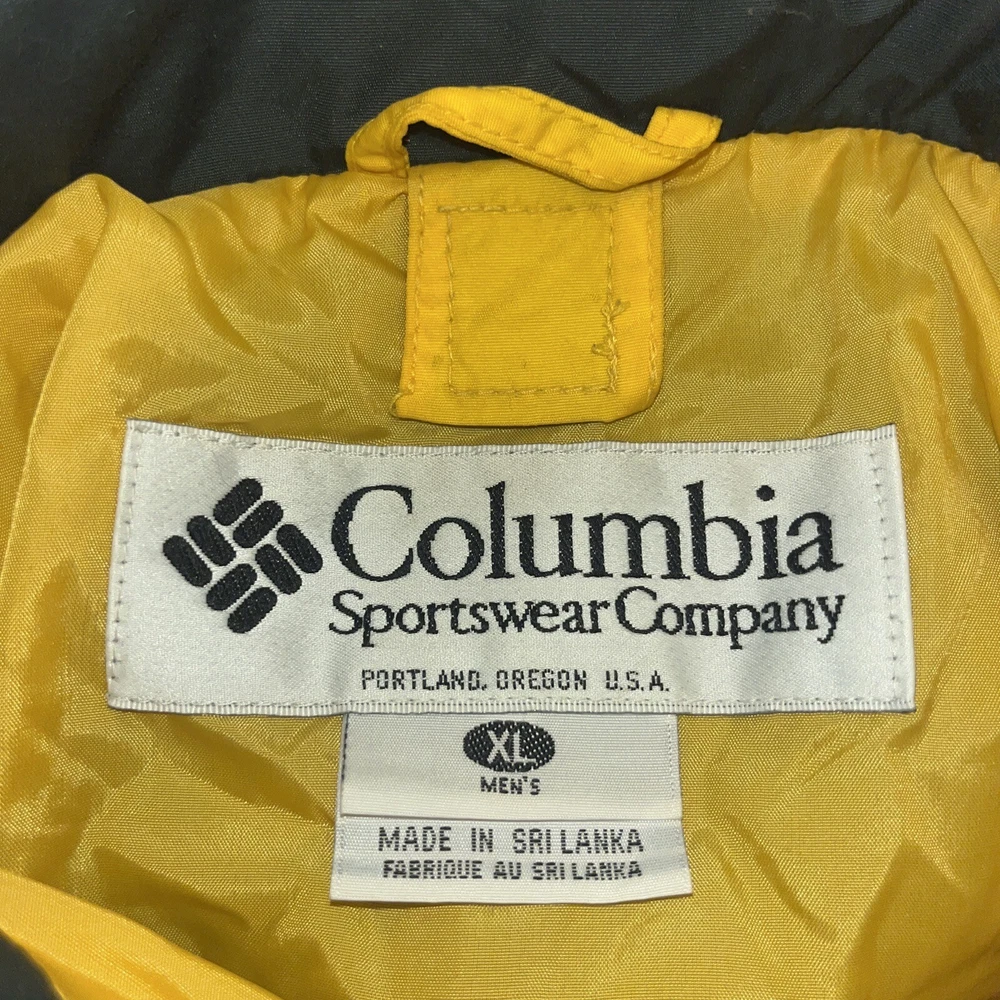 Columbia
Sportswear Company
PORTLAND, OREGON U.S.A.
XL
MEN'S
MADE IN SRI LANKA
FABRIQUE AU SRI LANKA